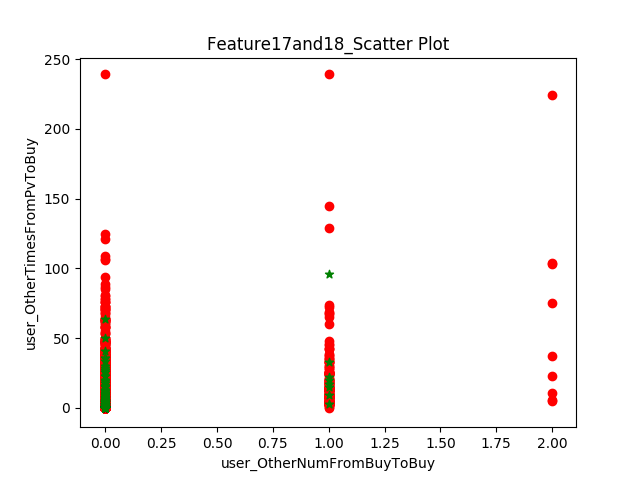 Feature17and18_Scatter Plot
250
200
150
100
50
0
user_OtherTimesFromPvToBuy
0.00 0.25 0.50 0.75 1.00 1.25 1.50 1.75 2.00
user_OtherNumFromBuyToBuy